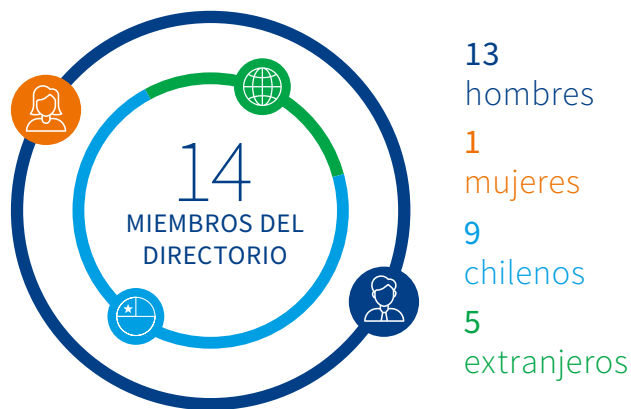 14
MIEMBROS DEL
DIRECTORIO
13
hombres
1
mujeres
9
chilenos
5
extranjeros